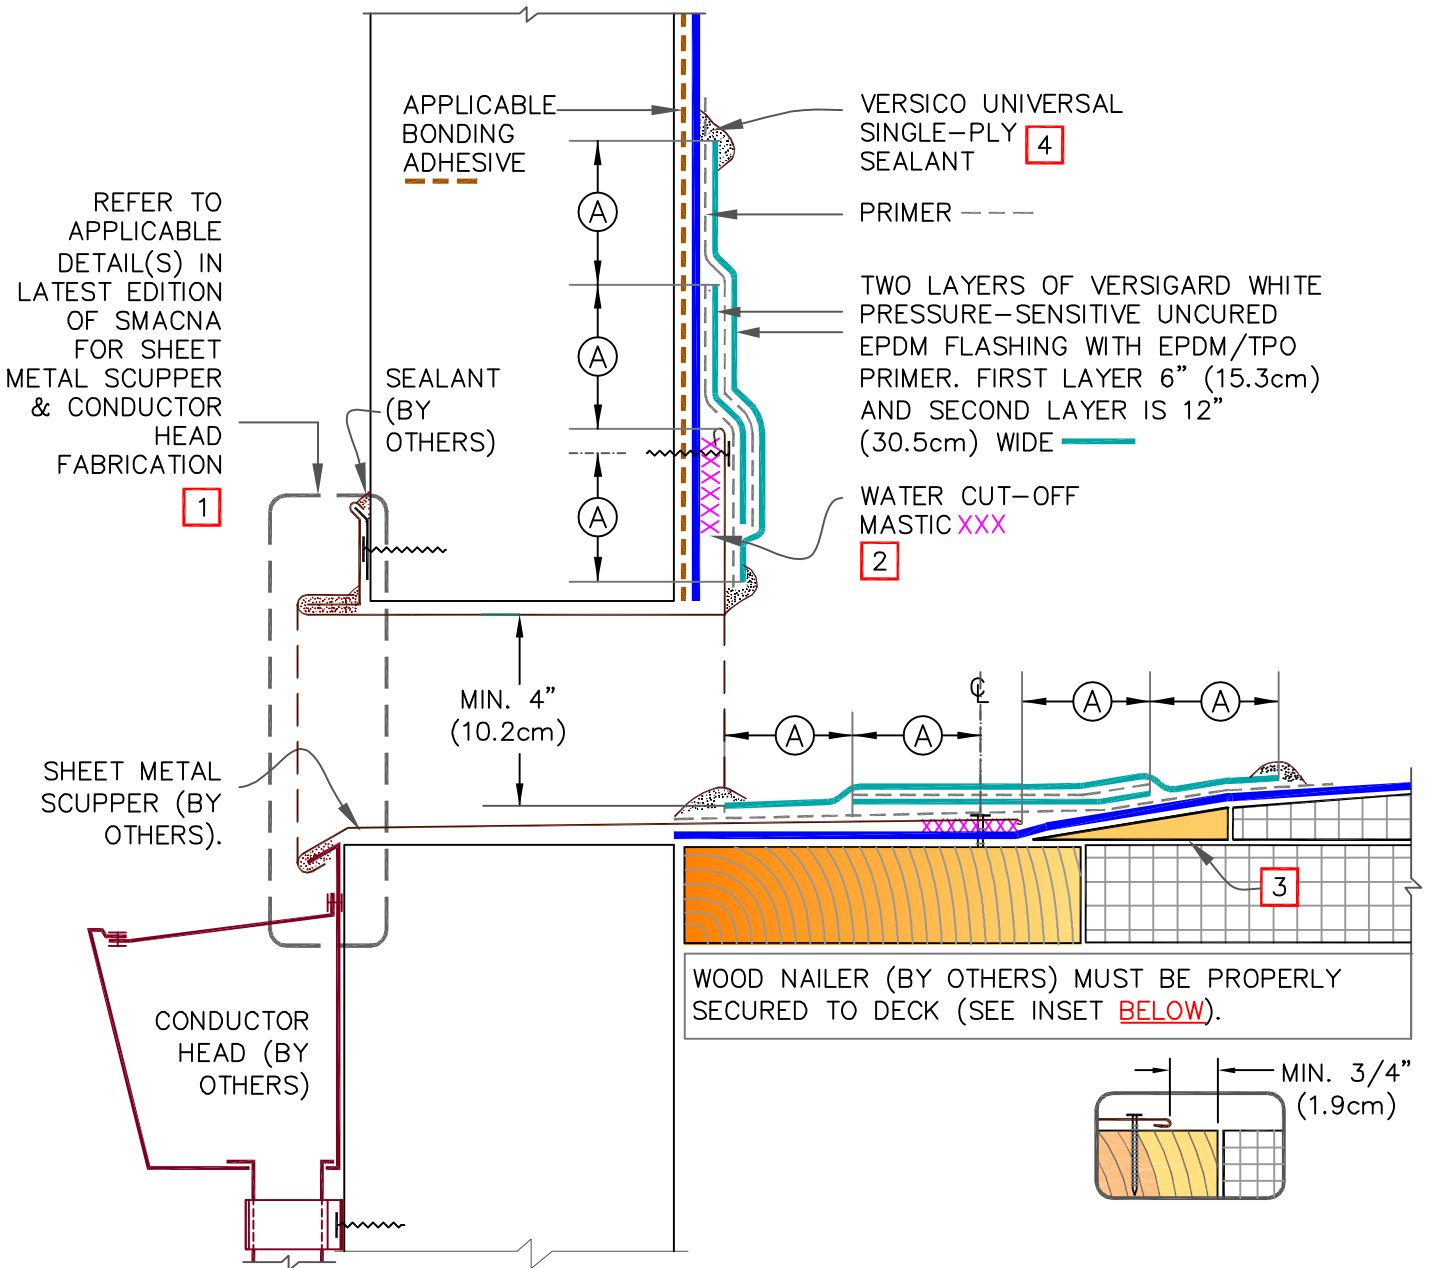 APPLICABLE
BONDING
ADHESIVE
VERSICO UNIVERSAL
SINGLE-PLY
SEALANT
4
PRIMER
REFER TO
APPLICABLE
DETAIL(S) IN
LATEST EDITION
OF SMACNA
FOR SHEET
METAL SCUPPER
& CONDUCTOR
HEAD
FABRICATION
1
A
A
A
TWO LAYERS OF VERSIGARD WHITE
PRESSURE-SENSITIVE UNCURED
EPDM FLASHING WITH EPDM/TPO
PRIMER. FIRST LAYER 6” (15.3cm)
AND SECOND LAYER IS 12”
(30.5cm) WIDE
SEALANT
(BY
OTHERS)
WATER CUT-OFF
MASTIC XXX
2
MIN. 4”
(10.2cm)
℄
A
A
A
A
SHEET METAL
SCUPPER (BY
OTHERS).
3
WOOD NAILER (BY OTHERS) MUST BE PROPERLY
SECURED TO DECK (SEE INSET BELOW).
CONDUCTOR
HEAD (BY
OTHERS)
MIN. 3/4”
(1.9cm)